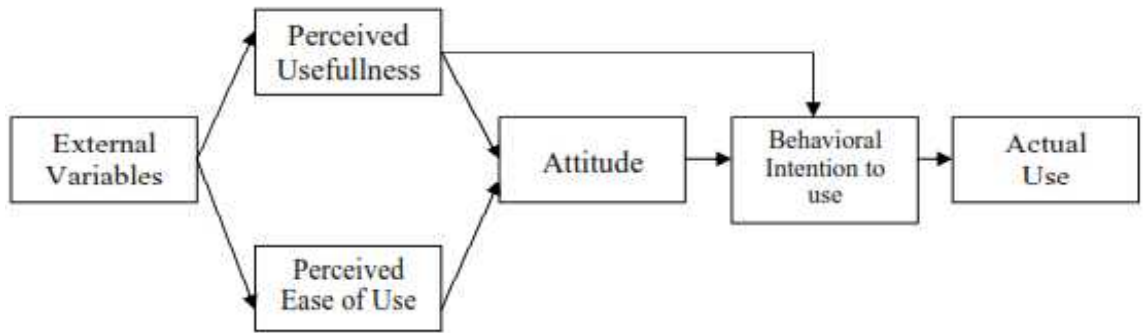 Perceived
Usefullness
External
Variables
Attitude
Behavioral
Intention to
use
Actual
Use
Perceived
Ease of Use